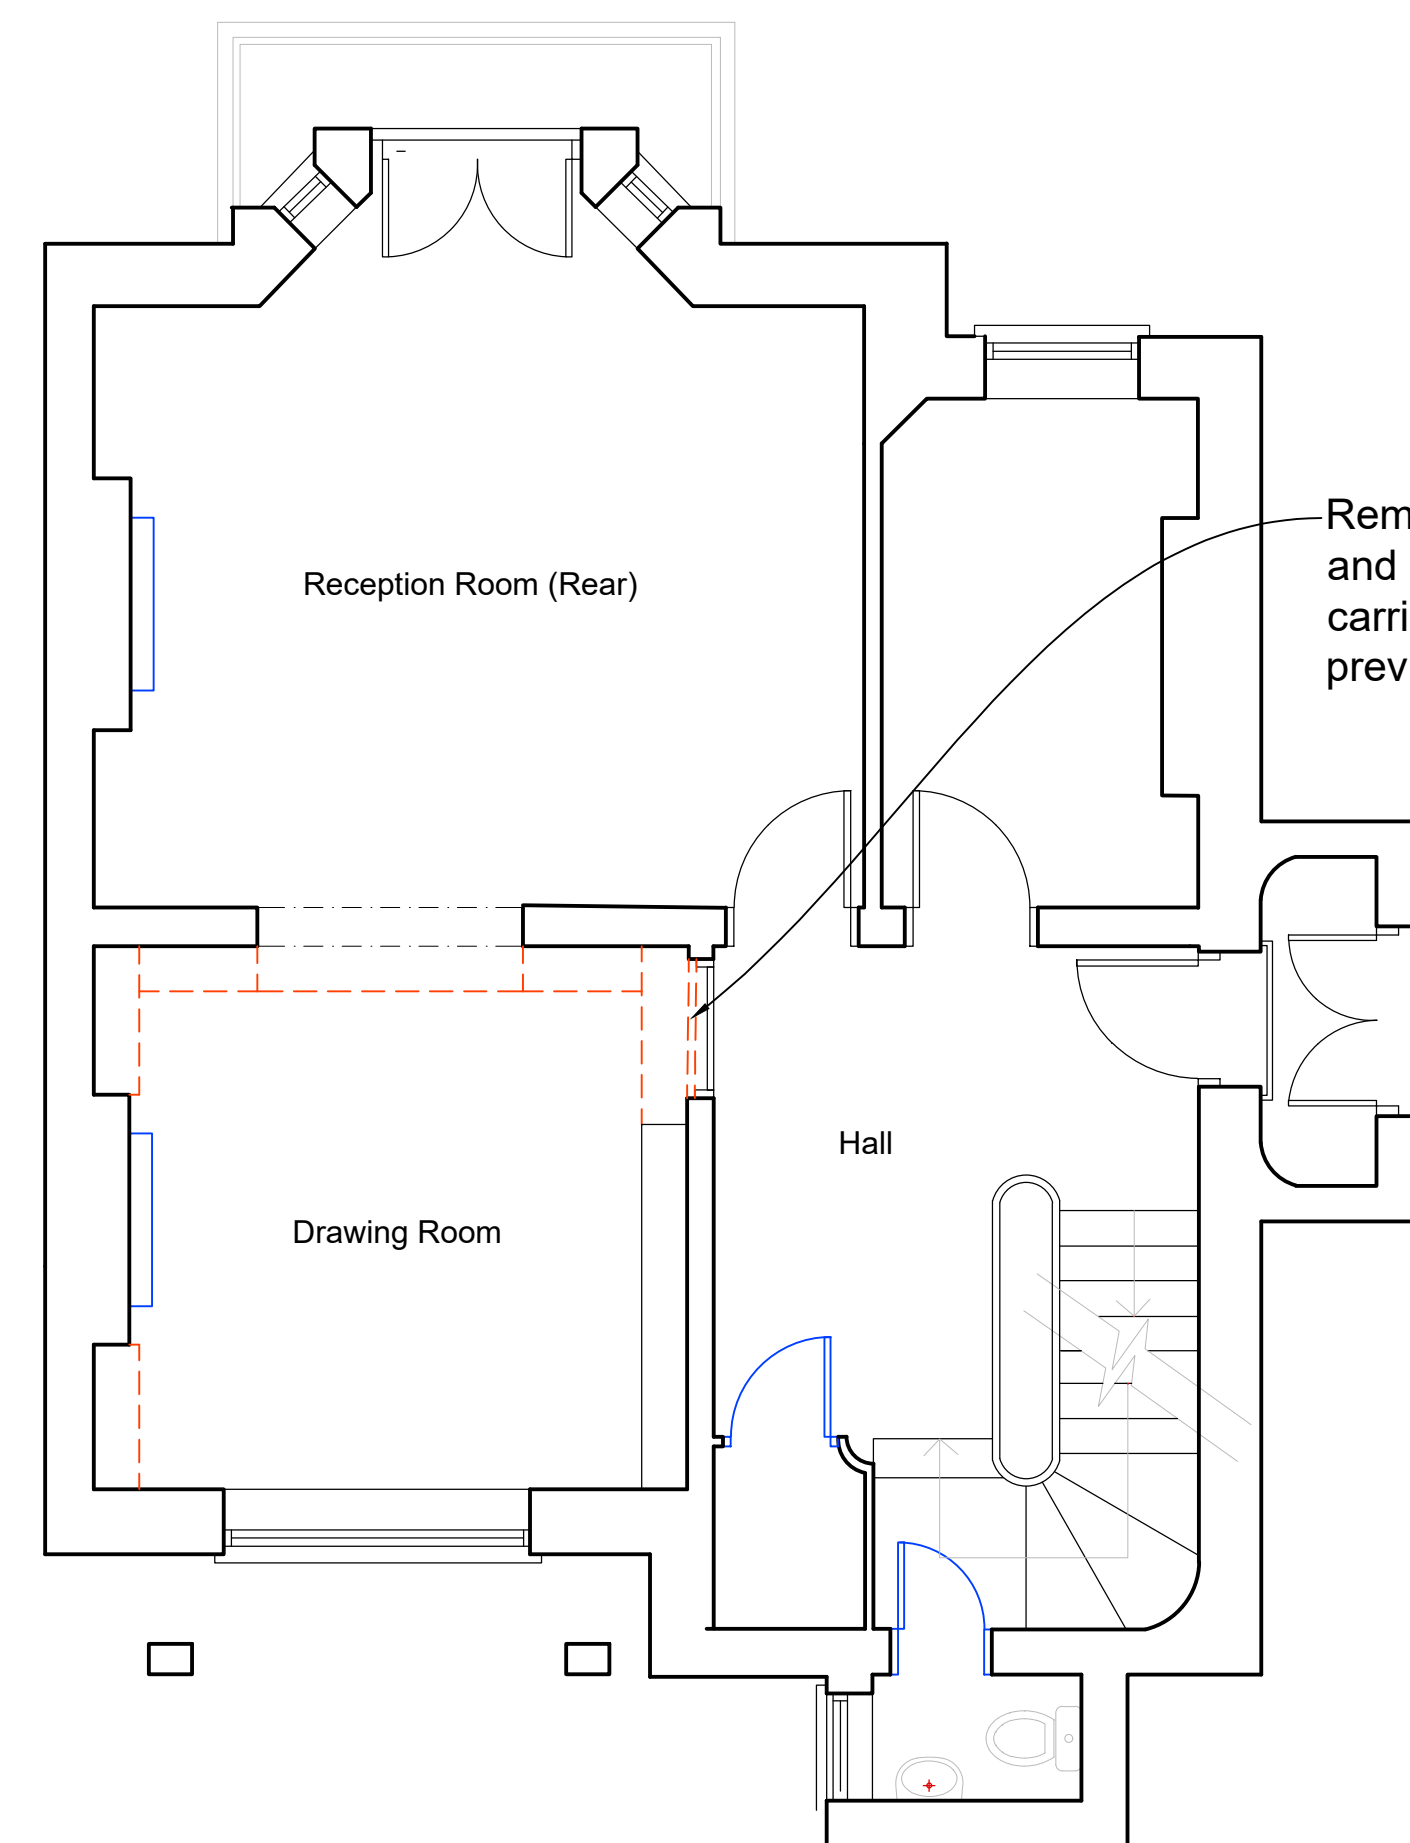 Reception Room (Rear)
Rem
and
carri
prev
Hall
Drawing Room